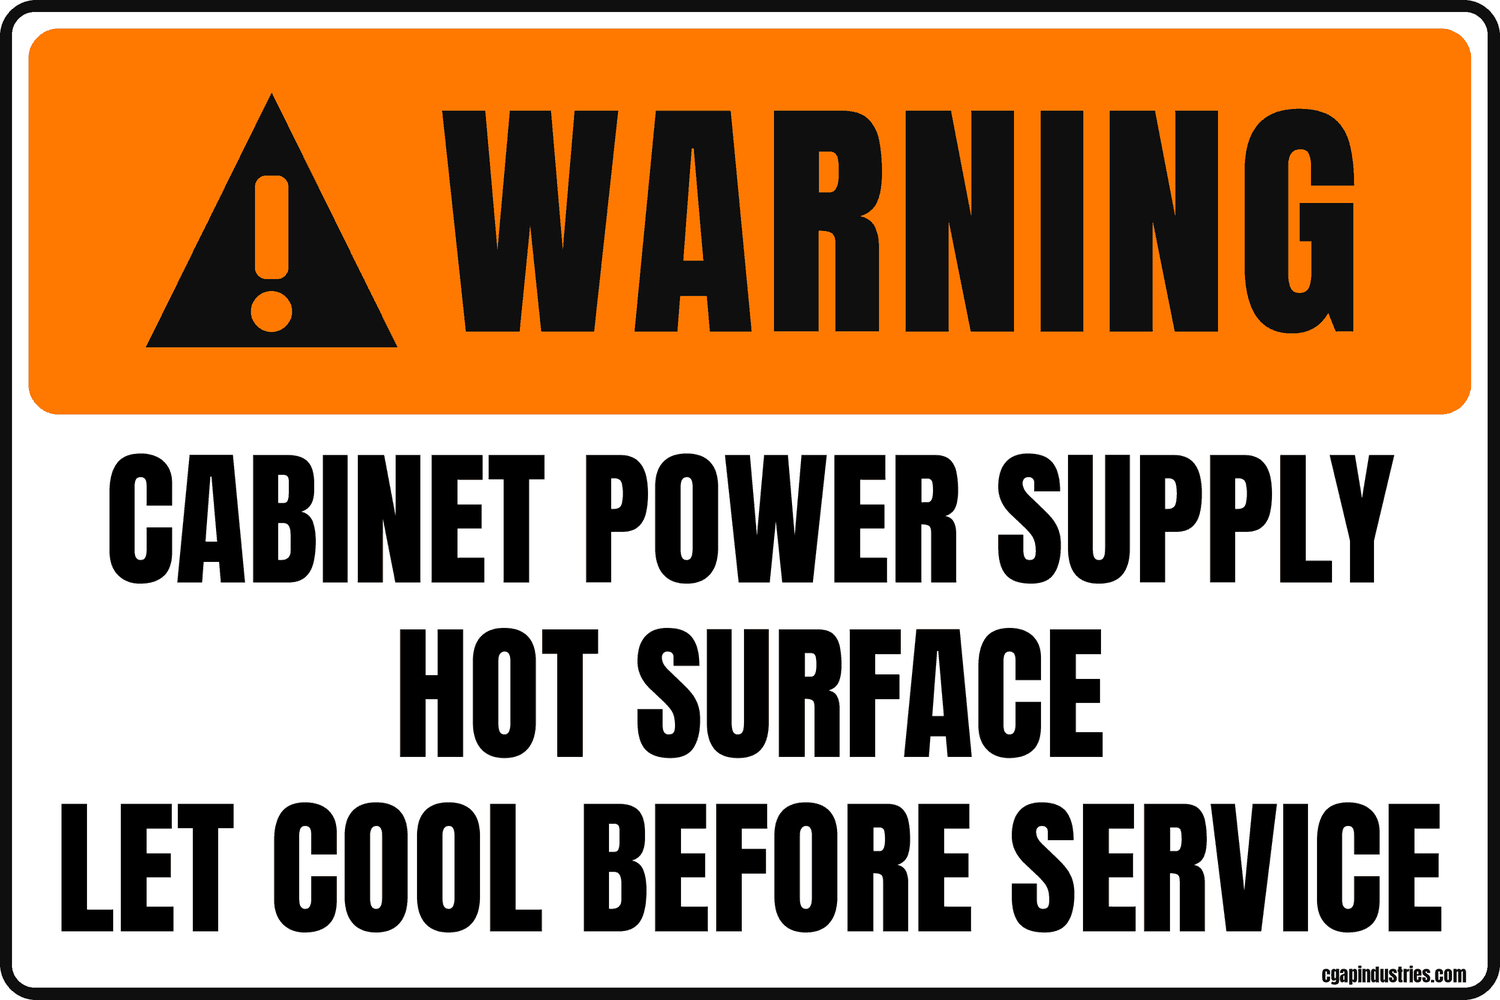 WARNING
CABINET POWER SUPPLY
HOT SURFACE
LET COOL BEFORE SERVICE
cgapindustries.com